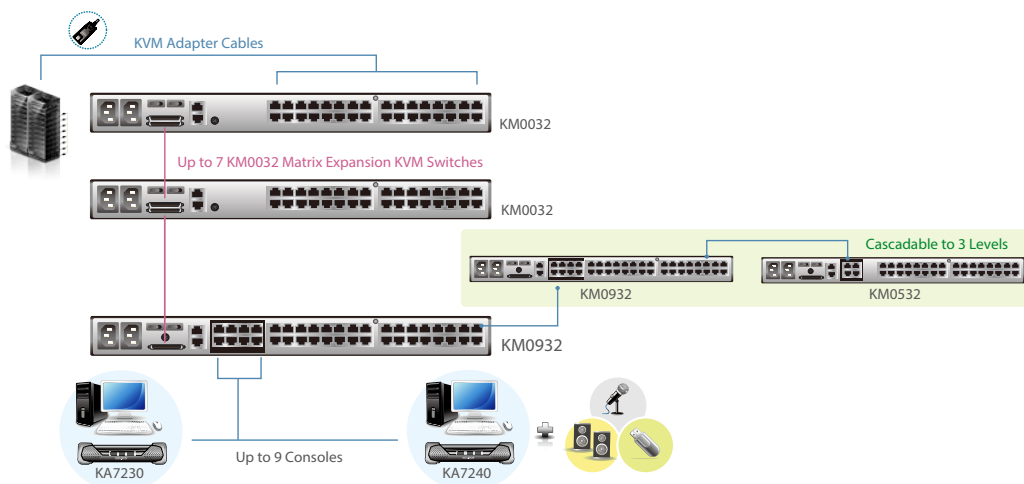 KVM Adapter Cables
KM0032
Up to 7 KM0032 Matrix Expansion KVM Switches
KM0032
Cascadable to 3 Levels
KM0932
KM0532
KM0932
Up to 9 Consoles
KA7230
KA7240